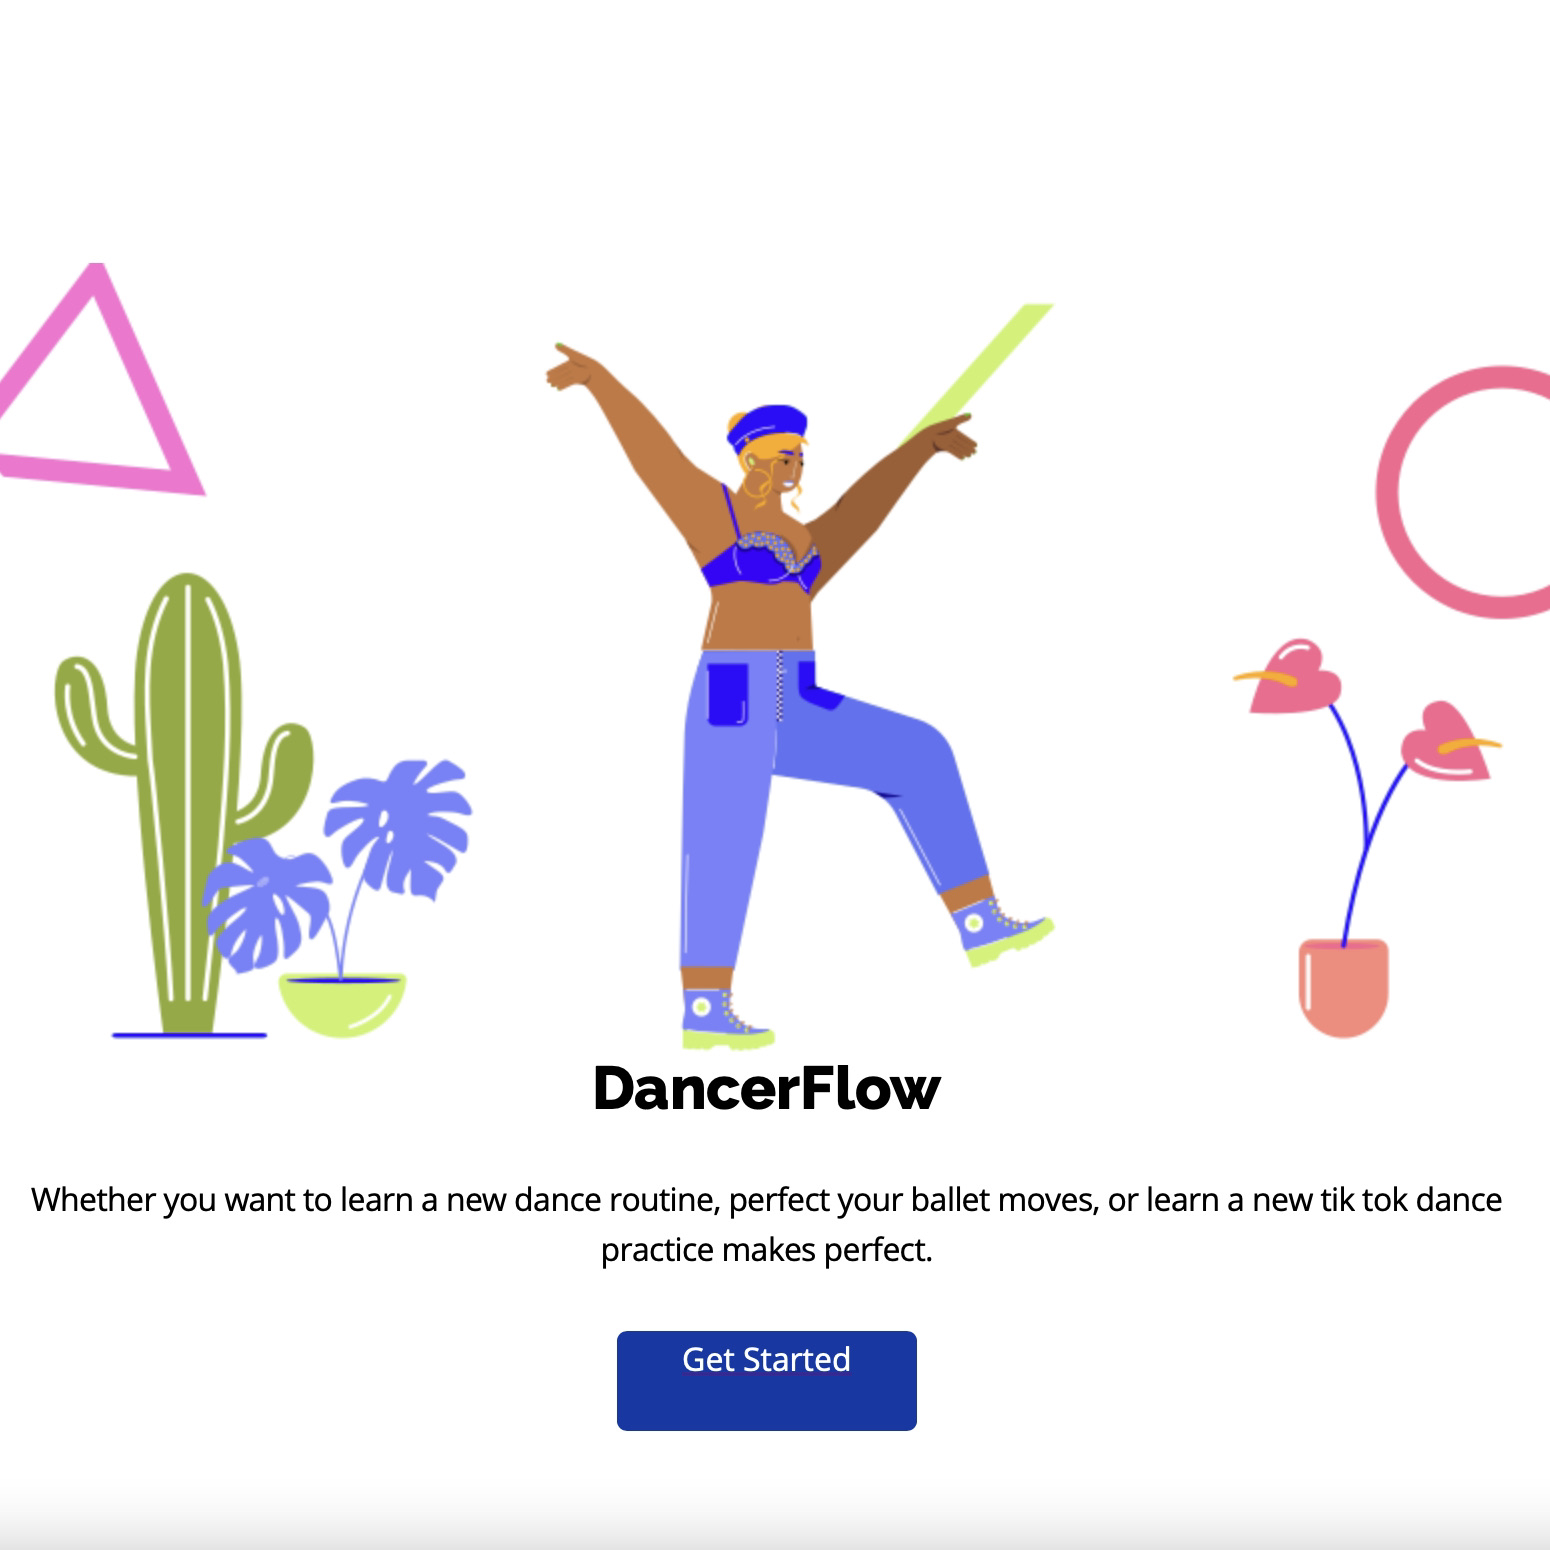 DancerFlow
Whether you want to learn a new dance routine, perfect your ballet moves, or learn a new tik tok dance
practice makes perfect.
Get Started